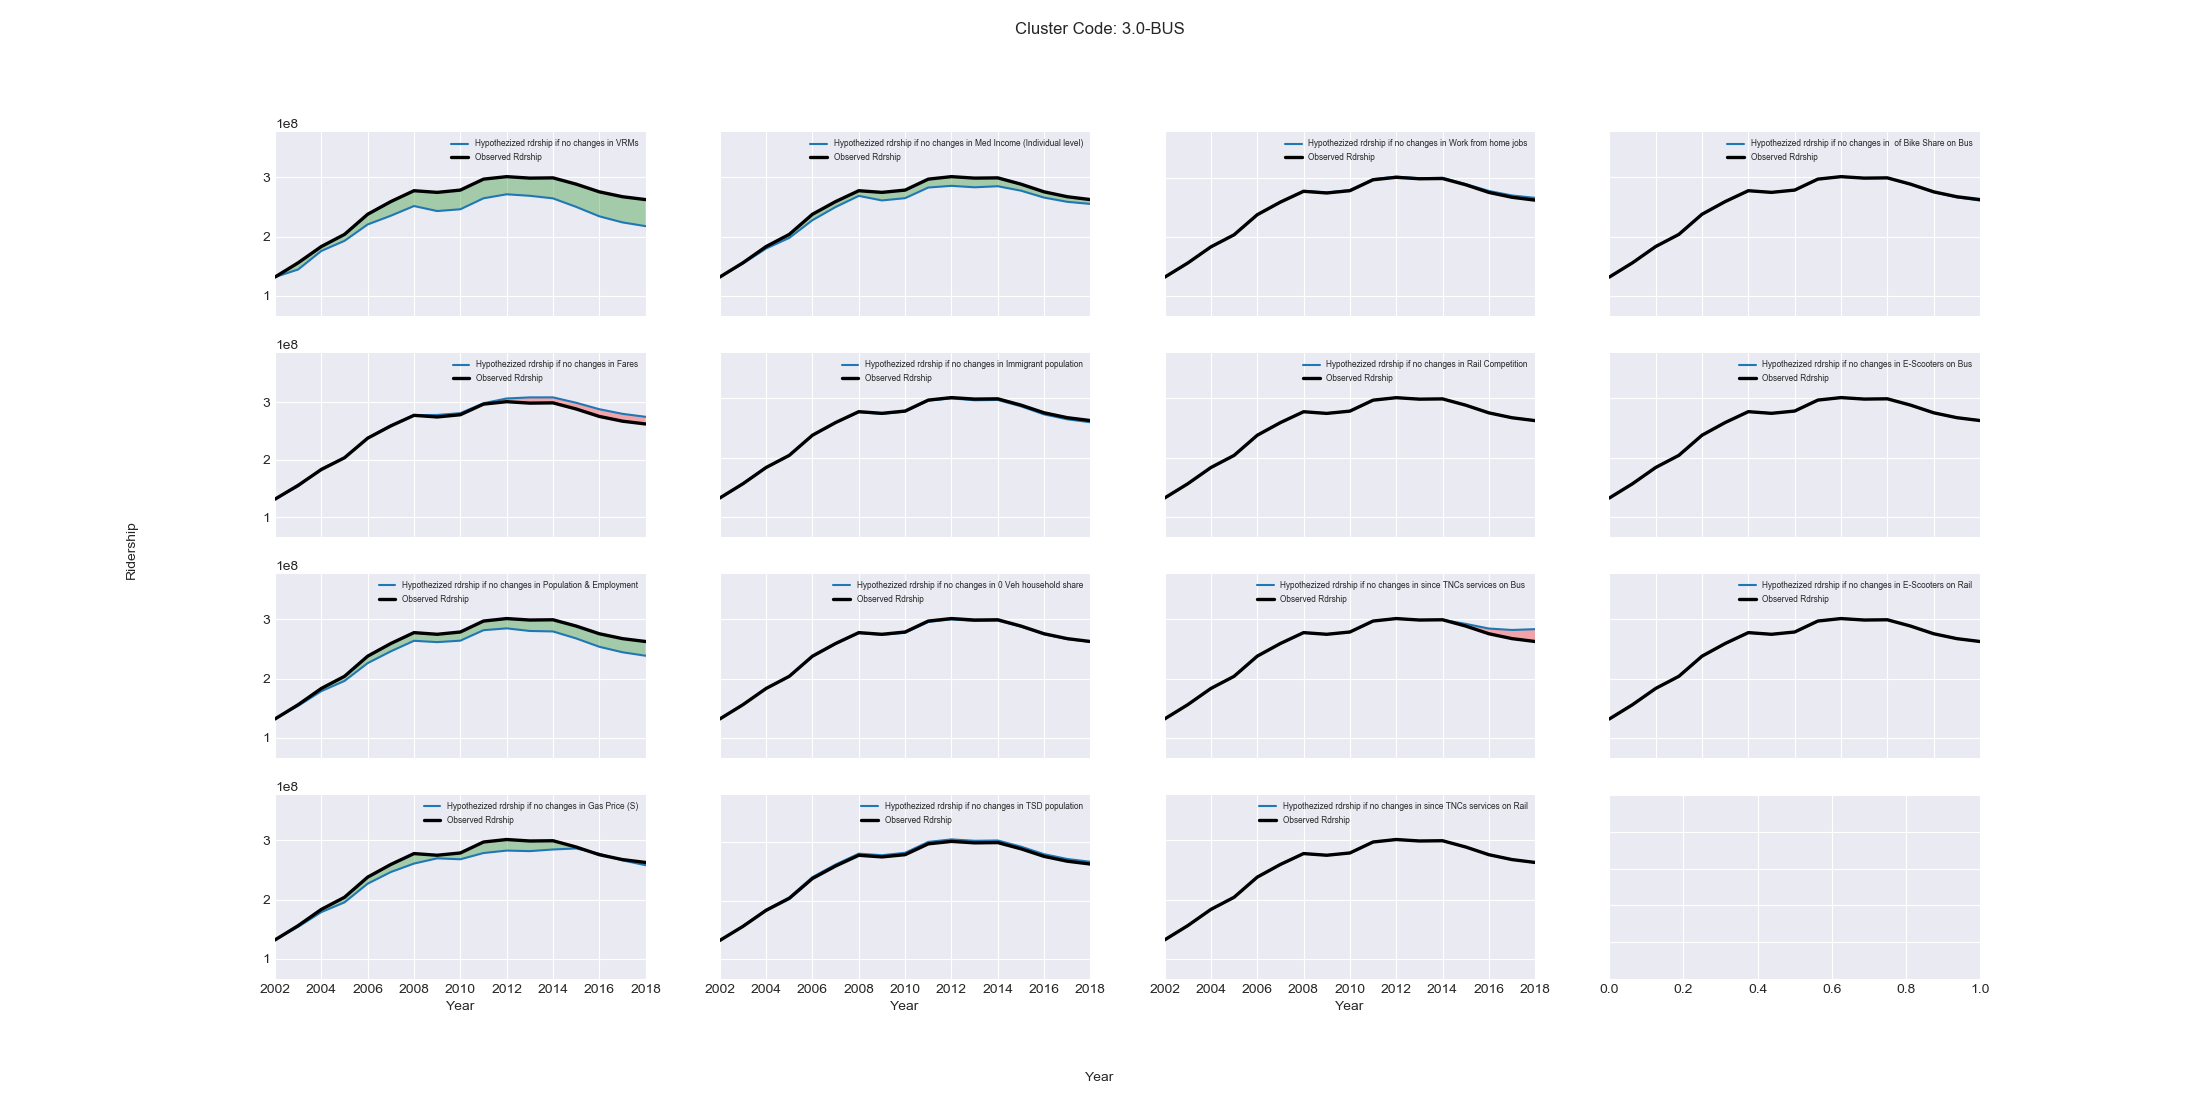 Cluster Code: 3.0-BUS
1e8
Hypothezized rdrship if no changes in VRMs
Observed Rdrship
3
2
1
Hypothezized rdrship if no changes in Med Income (Individual level)
Observed Rdrship
Hypothezized rdrship if no changes in Work from home jobs
Observed Rdrship
Hypothezized rdrship if no changes in  of Bike Share on Bus
Observed Rdrship
1e8
Hypothezized rdrship if no changes in Fares
Observed Rdrship
3
2
1
Hypothezized rdrship if no changes in Immigrant population
Observed Rdrship
Hypothezized rdrship if no changes in Rail Competition
Observed Rdrship
Hypothezized rdrship if no changes in E-Scooters on Bus
Observed Rdrship
Ridership
1e8
Hypothezized rdrship if no changes in Population & Employment
Observed Rdrship
3
2
1
Hypothezized rdrship if no changes in 0 Veh household share
Observed Rdrship
Hypothezized rdrship if no changes in since TNCs services on Bus
Observed Rdrship
Hypothezized rdrship if no changes in E-Scooters on Rail
Observed Rdrship
1e8
Hypothezized rdrship if no changes in Gas Price (S)
Observed Rdrship
3
2
1
2002 2004 2006 2008 2010 2012 2014 2016 2018
Year
Hypothezized rdrship if no changes in TSD population
Observed Rdrship
2002 2004 2006 2008 2010 2012 2014 2016 2018
Year
Hypothezized rdrship if no changes in since TNCs services on Rail
Observed Rdrship
2002 2004 2006 2008 2010 2012 2014 2016 2018
Year
0.0 0.2 0.4 0.6 0.8 1.0
Year